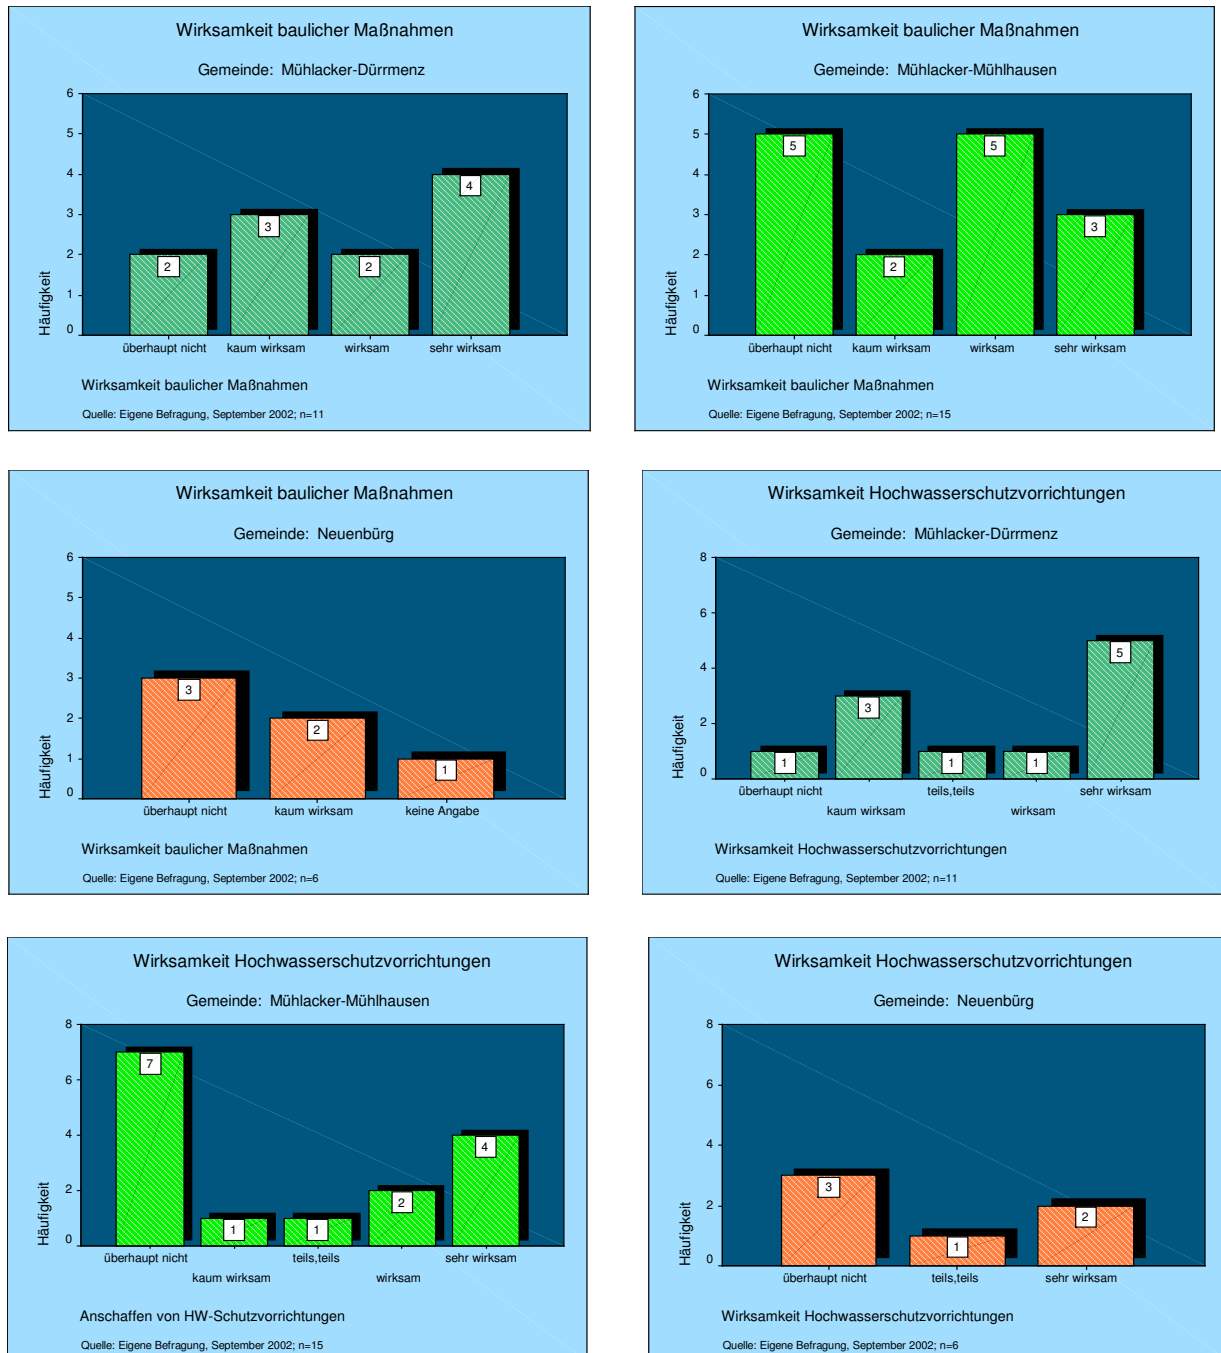 Wirksamkeit baulicher Maßnahmen
Gemeinde: Mühlacker-Dürrmenz
Häufigkeit
6
5
4
3
2
1
0
2
3
2
4
überhaupt nicht
kaum wirksam
wirksam
sehr wirksam
Wirksamkeit baulicher Maßnahmen
Quelle: Eigene Befragung, September 2002; n=11
Wirksamkeit baulicher Maßnahmen
Gemeinde: Mühlacker-Mühlhausen
Häufigkeit
6
5
4
3
2
1
0
5
2
5
3
überhaupt nicht
kaum wirksam
wirksam
sehr wirksam
Wirksamkeit baulicher Maßnahmen
Quelle: Eigene Befragung, September 2002; n=15
Wirksamkeit baulicher Maßnahmen
Gemeinde: Neuenbürg
Häufigkeit
6
5
4
3
2
1
0
3
2
1
überhaupt nicht
kaum wirksam
keine Angabe
Wirksamkeit baulicher Maßnahmen
Quelle: Eigene Befragung, September 2002; n=6
Wirksamkeit Hochwasserschutzvorrichtungen
Gemeinde: Mühlacker-Dürrmenz
Häufigkeit
8
6
4
2
0
1
3
1
1
5
überhaupt nicht
kaum wirksam
teils,teils
wirksam
sehr wirksam
Wirksamkeit Hochwasserschutzvorrichtungen
Quelle: Eigene Befragung, September 2002; n=11
Wirksamkeit Hochwasserschutzvorrichtungen
Gemeinde: Mühlacker-Mühlhausen
Häufigkeit
8
6
4
2
0
7
1
1
2
4
überhaupt nicht
kaum wirksam
teils,teils
wirksam
sehr wirksam
Anschaffen von HW-Schutzvorrichtungen
Quelle: Eigene Befragung, September 2002; n=15
Wirksamkeit Hochwasserschutzvorrichtungen
Gemeinde: Neuenbürg
Häufigkeit
8
6
4
2
0
3
1
2
überhaupt nicht
teils,teils
sehr wirksam
Wirksamkeit Hochwasserschutzvorrichtungen
Quelle: Eigene Befragung, September 2002; n=6